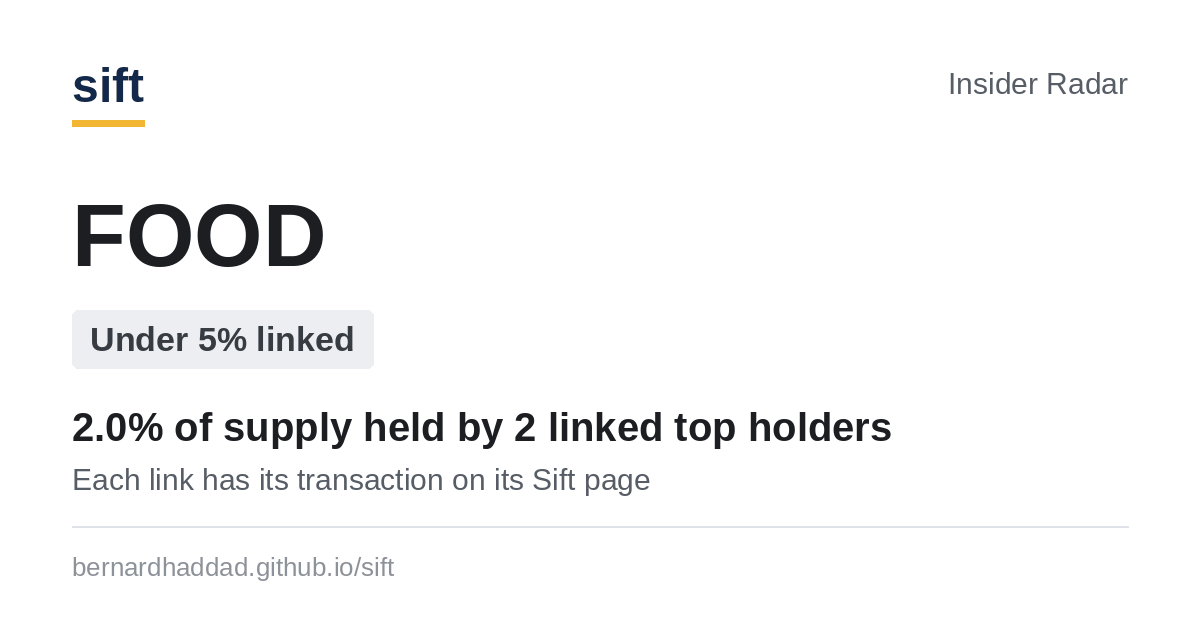 sift
Insider Radar
FOOD
Under 5% linked
2.0% of supply held by 2 linked top holders
Each link has its transaction on its Sift page
bernardhaddad.github.io/sift